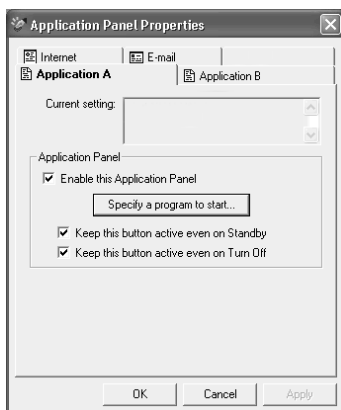 Application Panel Properties
Internet
E-mail
Application A
Application B
Current setting:
Application Panel
Enable this Application Panel
Specify a program to start...
Keep this button active even on Standby
Keep this button active even on Turn Off
OK
Cancel
Apply